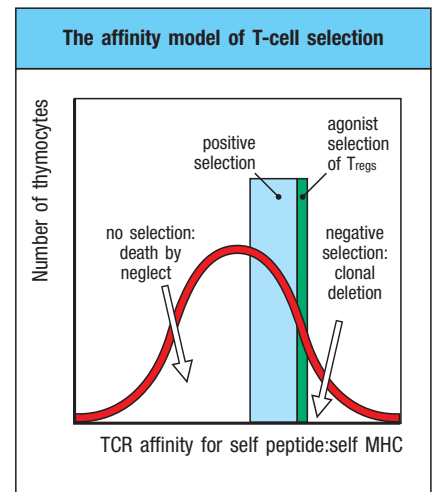 The affinity model of T-cell selection
Number of thymocytes
positive
selection
agonist
selection
of Tregs
no selection:
death by
neglect
negative
selection:
clonal
deletion
TCR affinity for self peptide:self MHC